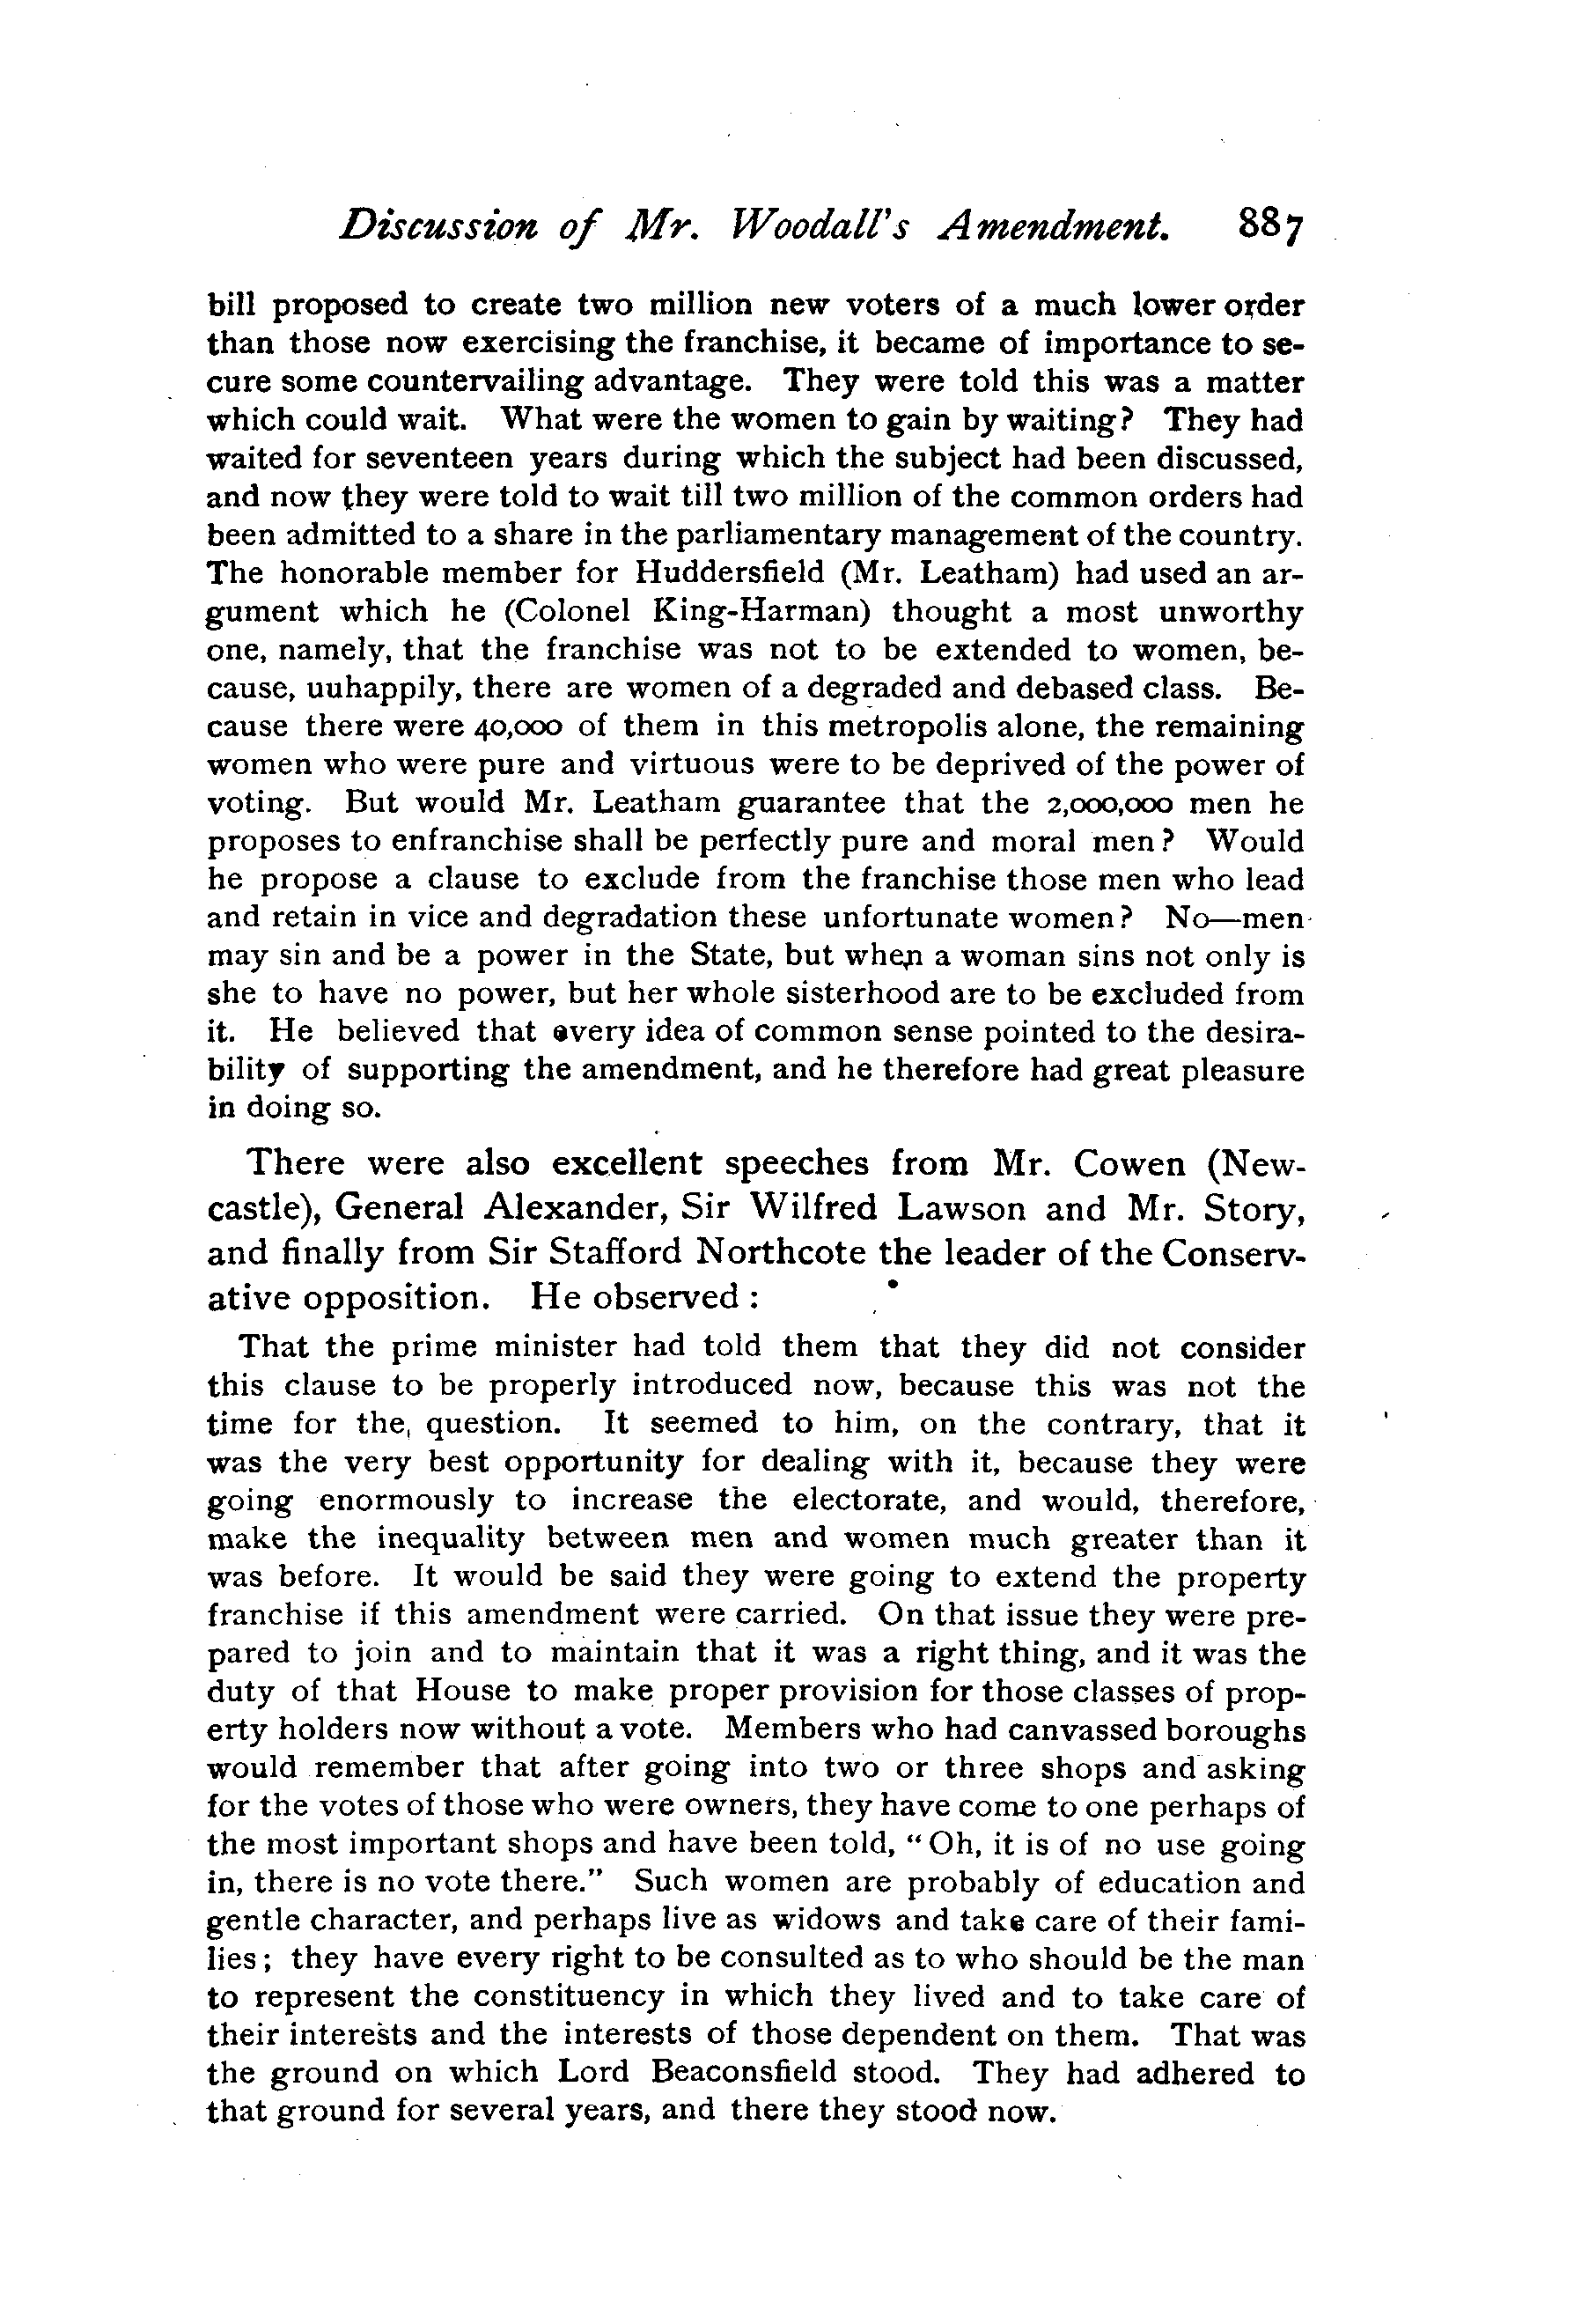 Discussion of Mr. Woodall's Amendment. 887
bill proposed to create two million new voters of a much lower order
than those now exercising the franchise, it became of importance to se-
cure some countervailing advantage. They were told this was a matter
which could wait. What were the women to gain by waiting? They had
waited for seventeen years during which the subject had been discussed,
and now they were told to wait till two million of the common orders had
been admitted to a share in the parliamentary management of the country.
The honorable member for Huddersfield (Mr. Leatham) had used an ar-
gument which he (Colonel King-Harman) thought a most unworthy
one, namely, that the franchise was not to be extended to women, be-
cause, uuhappily, there are women of a degraded and debased class. Be-
cause there were 40,000 of them in this metropolis alone, the remaining
women who were pure and virtuous were to be deprived of the power of
voting. But would Mr. Leatham guarantee that the 2,000,000 men he
proposes to enfranchise shall be perfectly pure and moral men? Would
he propose a clause to exclude from the franchise those men who lead
and retain in vice and degradation these unfortunate women? No—men
may sin and be a power in the State, but when a woman sins not only is
she to have no power, but her whole sisterhood are to be excluded from
it. He believed that every idea of common sense pointed to the desira-
bility of supporting the amendment, and he therefore had great pleasure
in doing so.
There were also excellent speeches from Mr. Cowen (New-
castle), General Alexander, Sir Wilfred Lawson and Mr. Story,
and finally from Sir Stafford Northcote the leader of the Conserv-
ative opposition. He observed :
That the prime minister had told them that they did not consider
this clause to be properly introduced now, because this was not the
time for the, question. It seemed to him, on the contrary, that it
was the very best opportunity for dealing with it, because they were
going enormously to increase the electorate, and would, therefore,
make the inequality between men and women much greater than it
was before. It would be said they were going to extend the property
franchise if this amendment were carried. On that issue they were pre-
pared to join and to maintain that it was a right thing, and it was the
duty of that House to make proper provision for those classes of prop-
erty holders now without a vote. Members who had canvassed boroughs
would remember that after going into two or three shops and asking
for the votes of those who were owners, they have come to one perhaps of
the most important shops and have been told, "Oh, it is of no use going
in, there is no vote there." Such women are probably of education and
gentle character, and perhaps live as widows and take care of their fami-
lies; they have every right to be consulted as to who should be the man
to represent the constituency in which they lived and to take care of
their interests and the interests of those dependent on them. That was
the ground on which Lord Beaconsfield stood. They had adhered to
that ground for several years, and there they stood now.